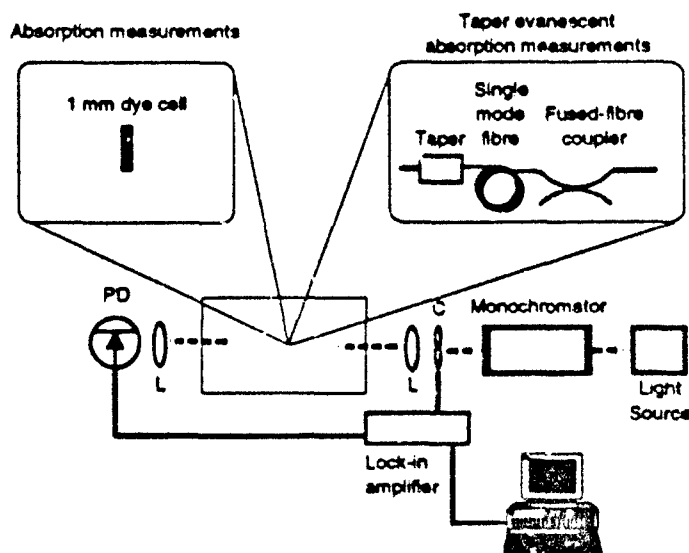 Absorption measurements
Taper evanescent
absorption measurements
1 mm dye cell
Single
mode
fibre
Fused-fibre
coupler
Taper
PD
L
L
C
Monochromator
Light
Source
Lock-in
amplifier